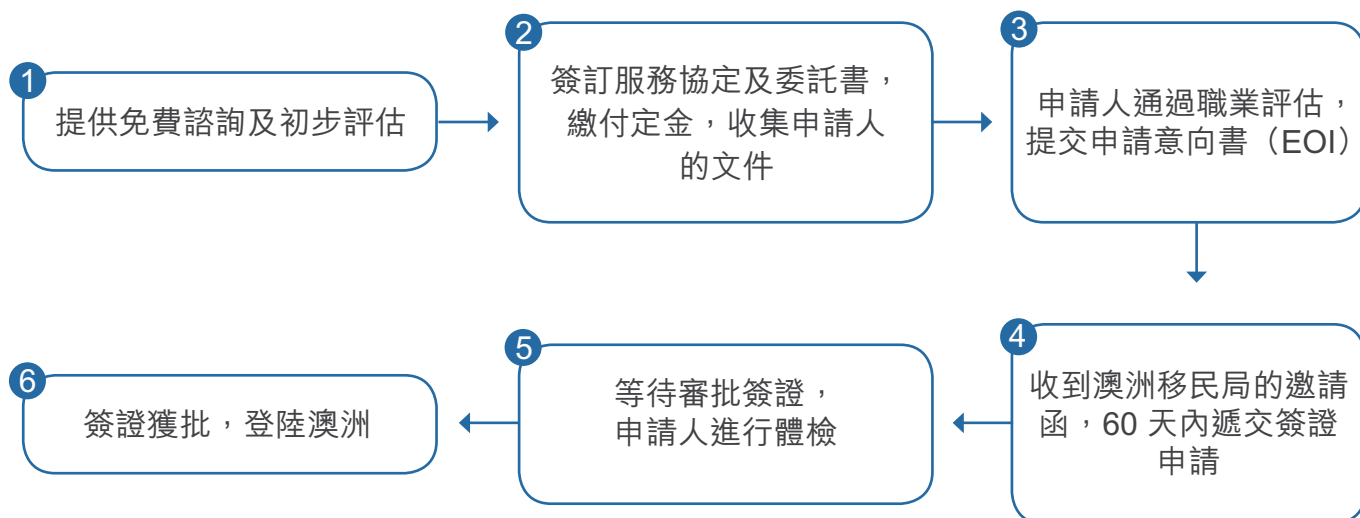 1
提供免費諮詢及初步評估
2
簽訂服務協定及委託書，
繳付定金，收集申請人
的文件
3
申請人通過職業評估，
提交申請意向書（EOI）
4
收到澳洲移民局的邀請
函，60 天內遞交簽證
申請
5
等待審批簽證，
申請人進行體檢
6
簽證獲批，登陸澳洲